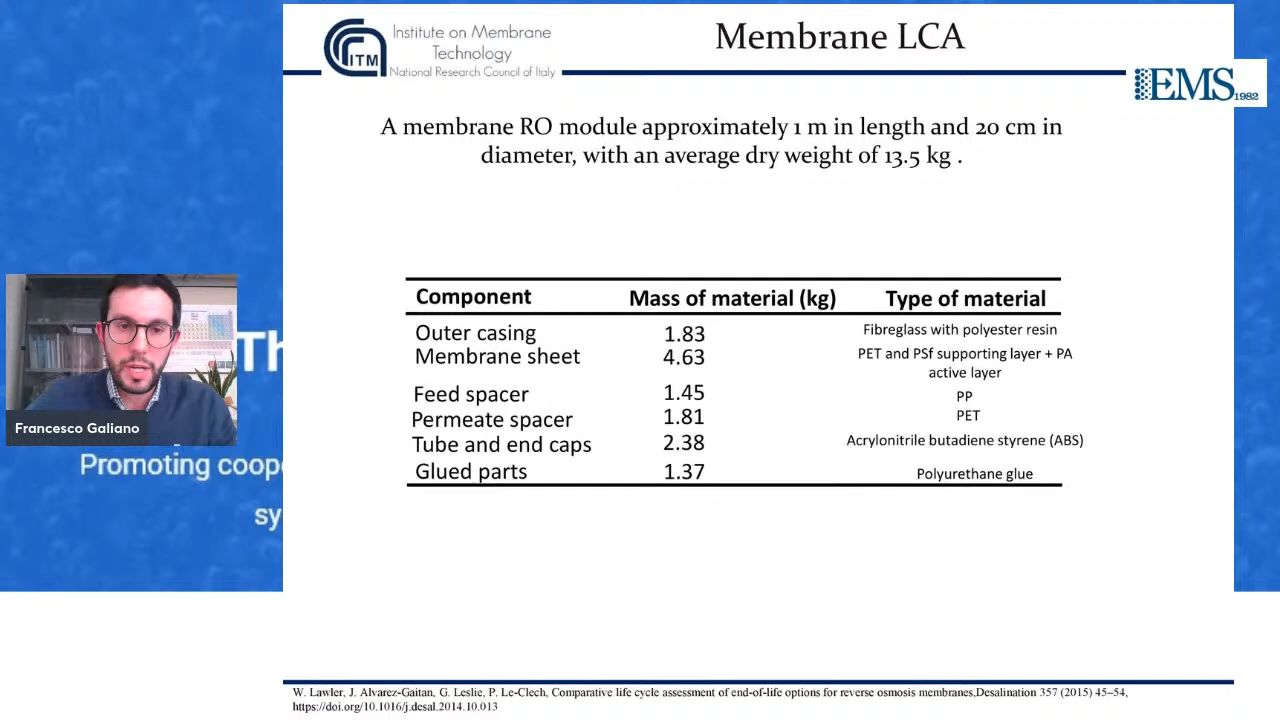 ITM
Institute on Membrane
Technology
National Research Council of Italy
Membrane LCA
EMS 1982
A membrane RO module approximately 1 m in length and 20 cm in
diameter, with an average dry weight of 13.5 kg .
Component Mass of material (kg) Type of material
Outer casing 1.83 Fibreglass with polyester resin
Membrane sheet 4.63 PET and PSf supporting layer + PA
active layer
Feed spacer 1.45 PP
Permeate spacer 1.81 PET
Tube and end caps 2.38 Acrylonitrile butadiene styrene (ABS)
Glued parts 1.37 Polyurethane glue
Th
Francesco Galiano
Promoting coop
sy
W. Lawler, J. Alvarez-Gaitan, G. Leslie, P. Le-Clech, Comparative life cycle assessment of end-of-life options for reverse osmosis membranes,Desalination 357 (2015) 45–54,
https://doi.org/10.1016/j.desal.2014.10.013